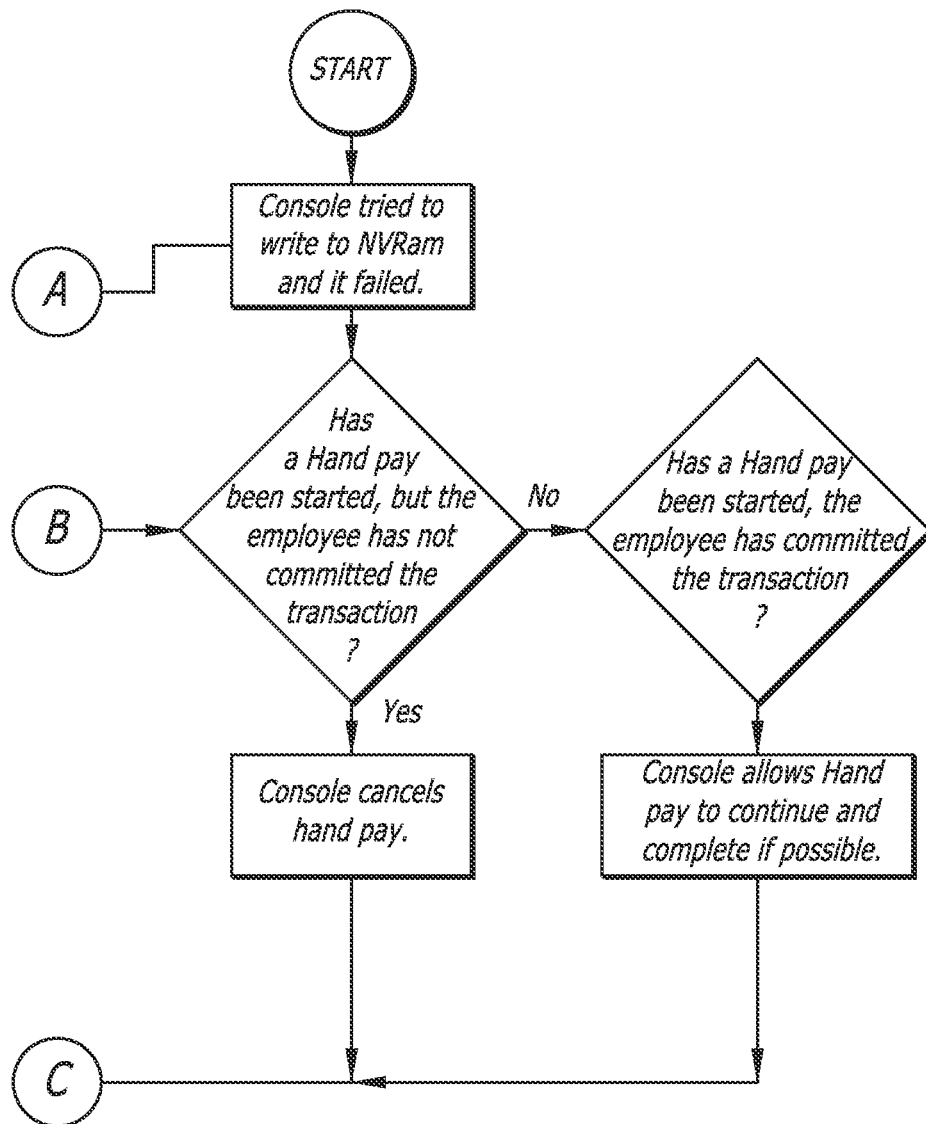 START
Console tried to
write to NVRam
and it failed.
A
Has
a Hand pay
been started, but the
employee has not
committed the
transaction
?
B
No
Has a Hand pay
been started, the
employee has committed
the transaction
?
Yes
Console cancels
hand pay.
Console allows Hand
pay to continue and
complete if possible.
C